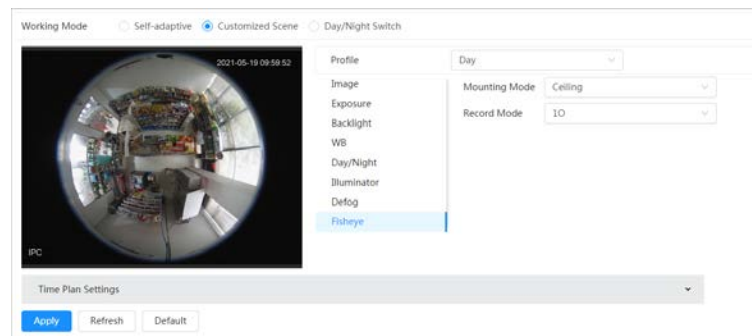 Working Mode Self-adaptive Customized Scene Day/Night Switch
2021-05-19 09:59:52
IPC
Profile Day
Image
Exposure
Backlight
WB
Day/Night
Illuminator
Defog
Fisheye
Mounting Mode Ceiling
Record Mode 1O
Time Plan Settings
Apply Refresh Default